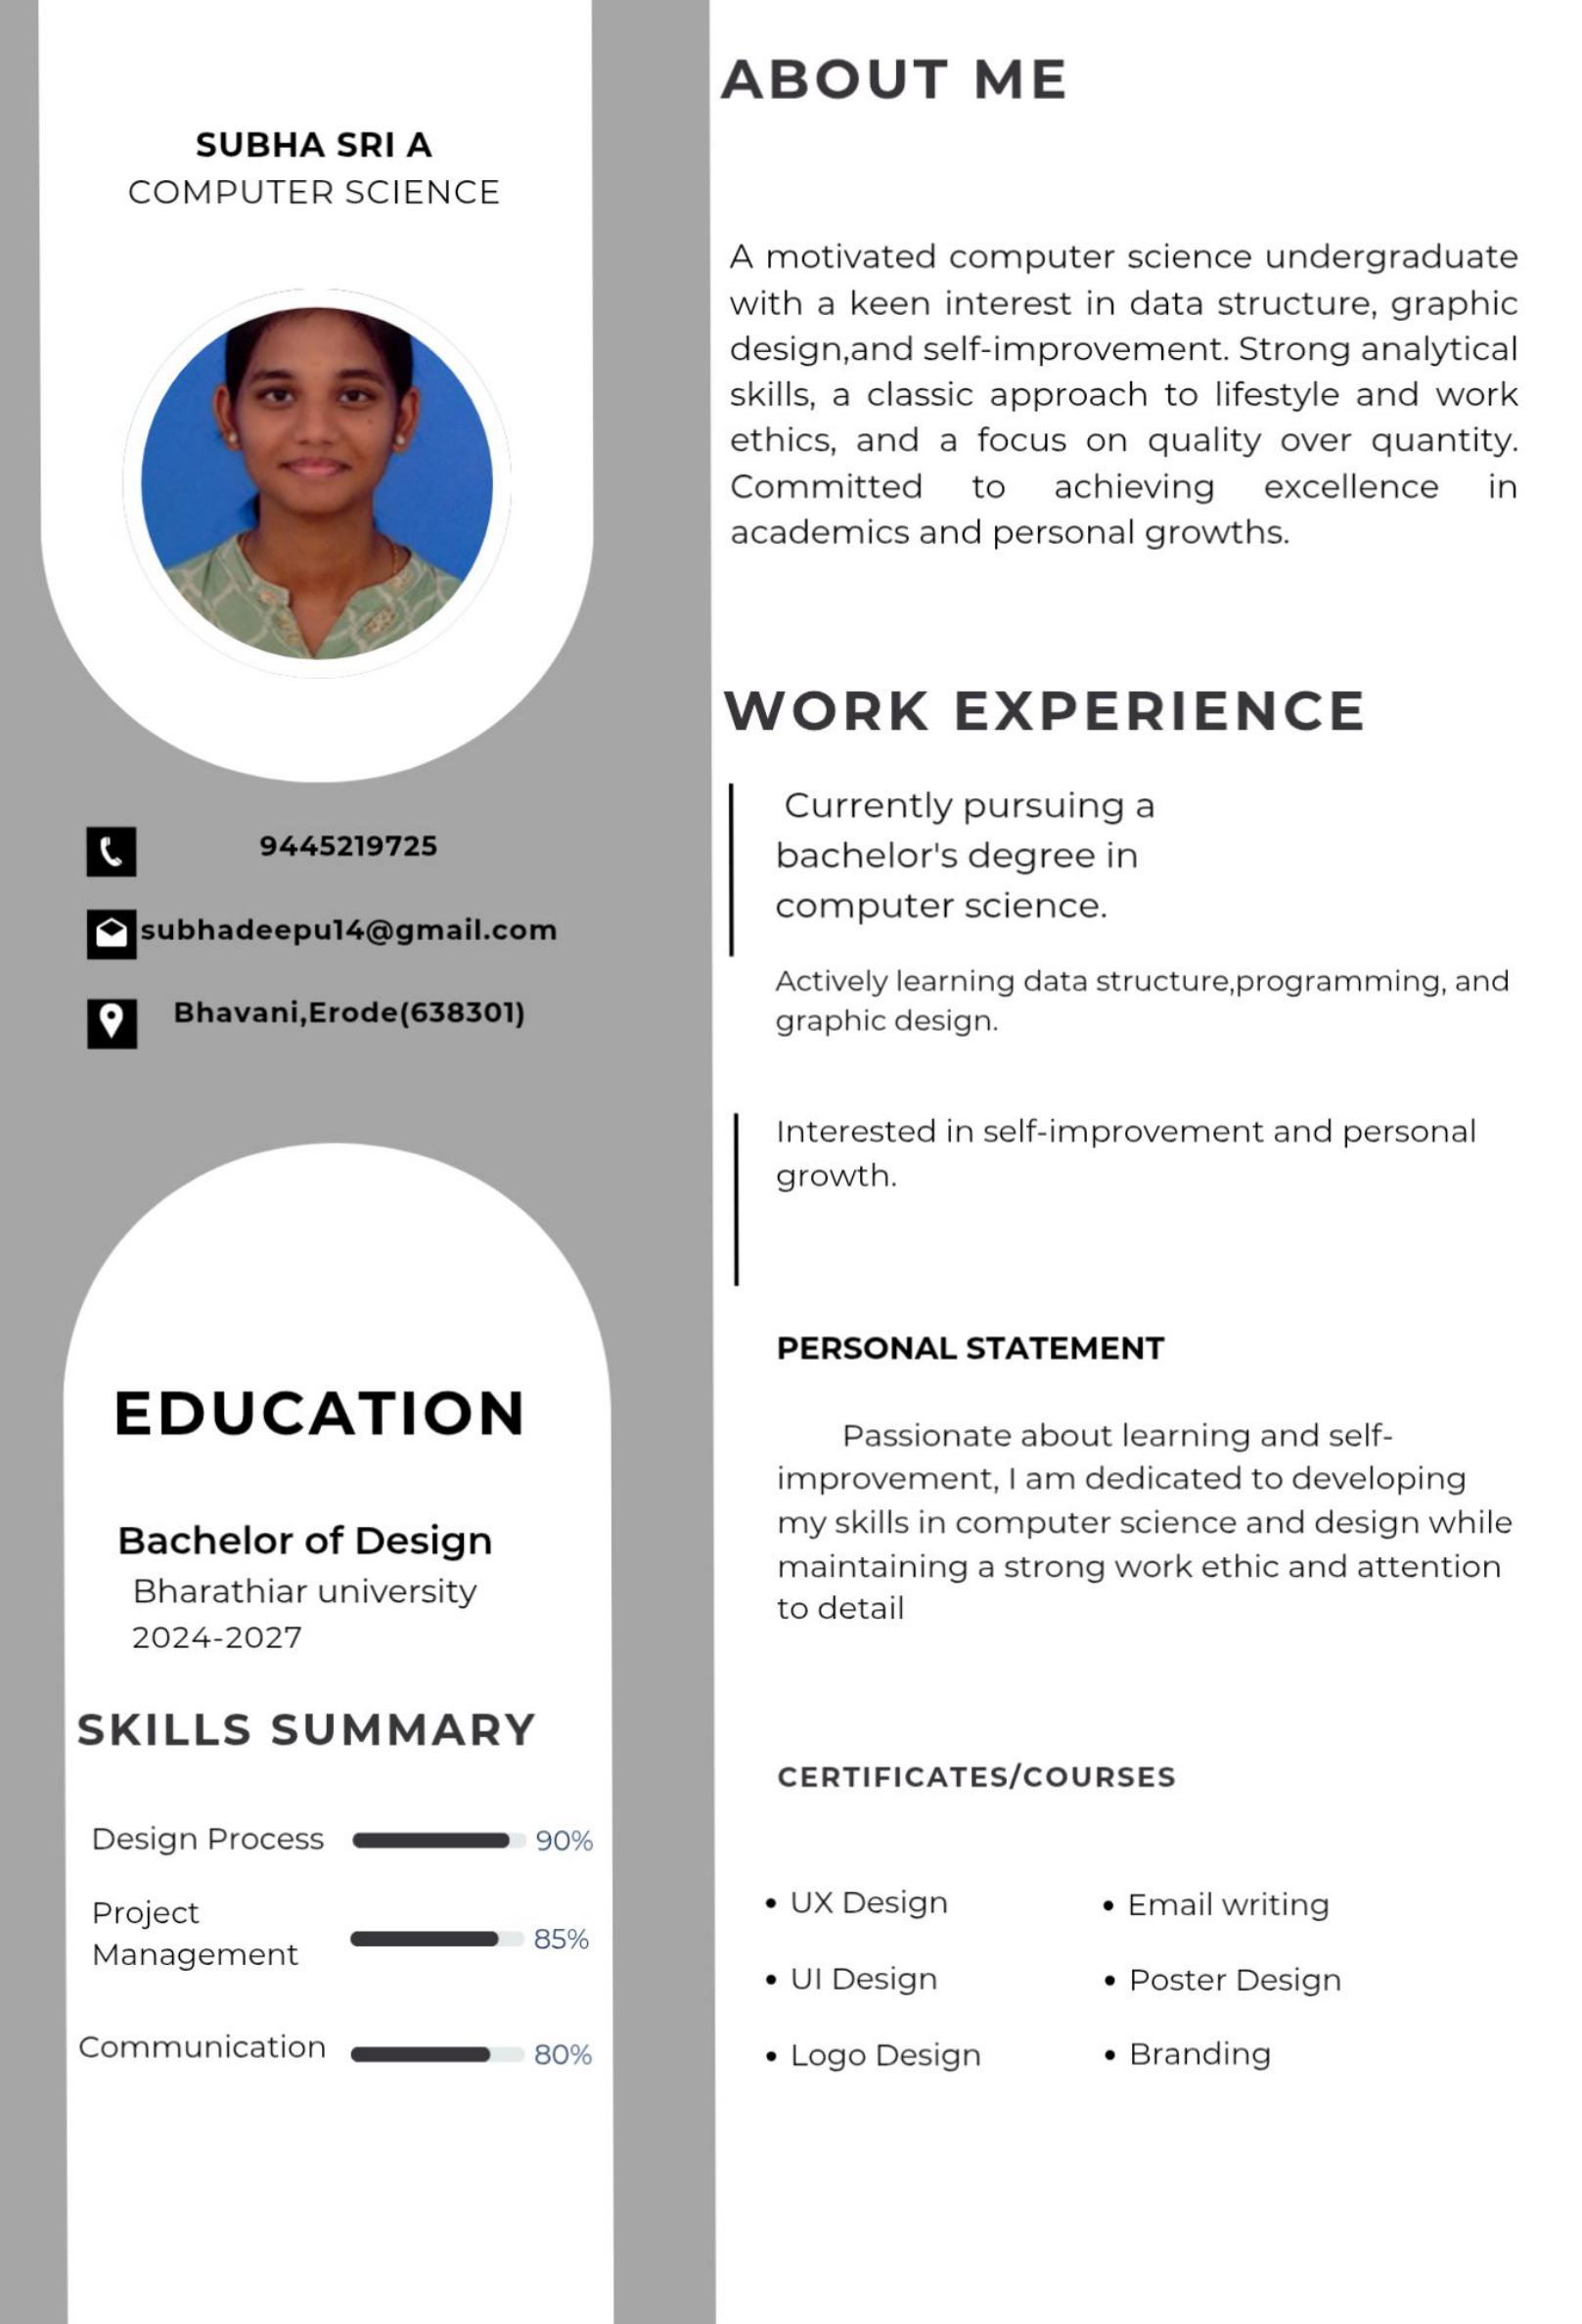 SUBHA SRI A
COMPUTER SCIENCE
9445219725
subhadeepu14@gmail.com
Bhavani,Erode(638301)
EDUCATION
Bachelor of Design
Bharathiar university
2024-2027
SKILLS SUMMARY
Design Process 90%
Project
Management 85%
Communication 80%
ABOUT ME
A motivated computer science undergraduate
with a keen interest in data structure, graphic
design,and self-improvement. Strong analytical
skills, a classic approach to lifestyle and work
ethics, and a focus on quality over quantity.
Committed to achieving excellence in
academics and personal growths.
WORK EXPERIENCE
Currently pursuing a
bachelor's degree in
computer science.
Actively learning data structure,programming, and
graphic design.
Interested in self-improvement and personal
growth.
PERSONAL STATEMENT
Passionate about learning and self-
improvement, I am dedicated to developing
my skills in computer science and design while
maintaining a strong work ethic and attention
to detail
CERTIFICATES/COURSES
• UX Design
• UI Design
• Logo Design
• Email writing
• Poster Design
• Branding